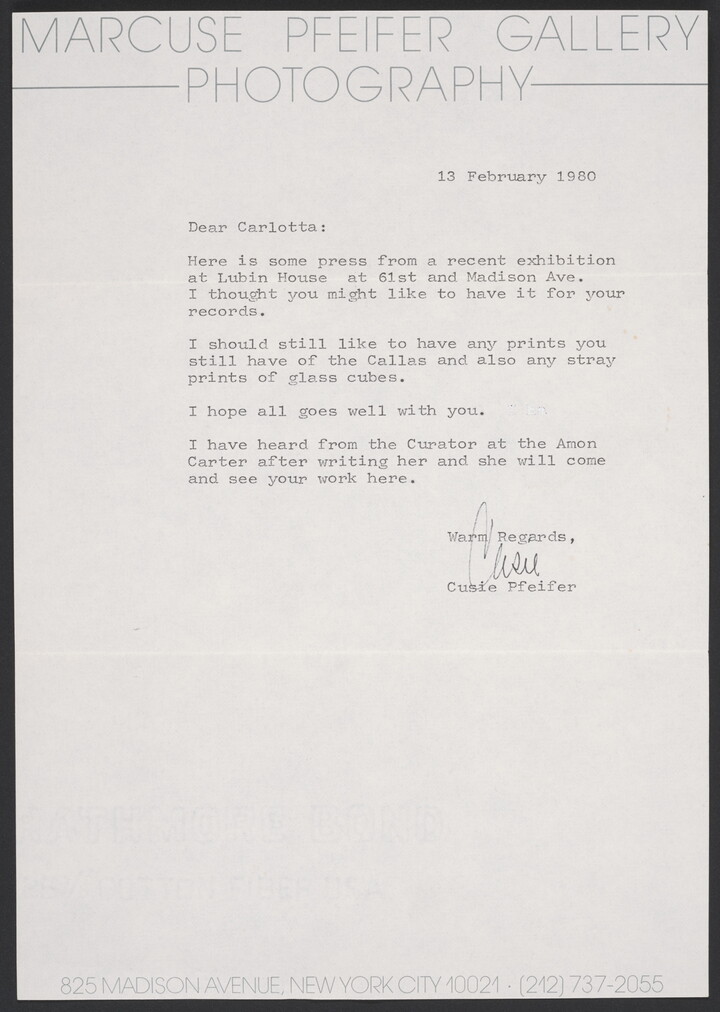 MARCUSE PFEIFER GALLERY
PHOTOGRAPHY
13 February 1980
Dear Carlotta:
Here is some press from a recent exhibition
at Lubin House at 61st and Madison Ave.
I thought you might like to have it for your
records.
I should still like to have any prints you
still have of the Callas and also any stray
prints of glass cubes.
I hope all goes well with you.
I have heard from the Curator at the Amon
Carter after writing her and she will come
and see your work here.
Warm Regards,
Cusie
Cusie Pfeifer
825 MADISON AVENUE, NEW YORK CITY 10021 · (212) 737-2055